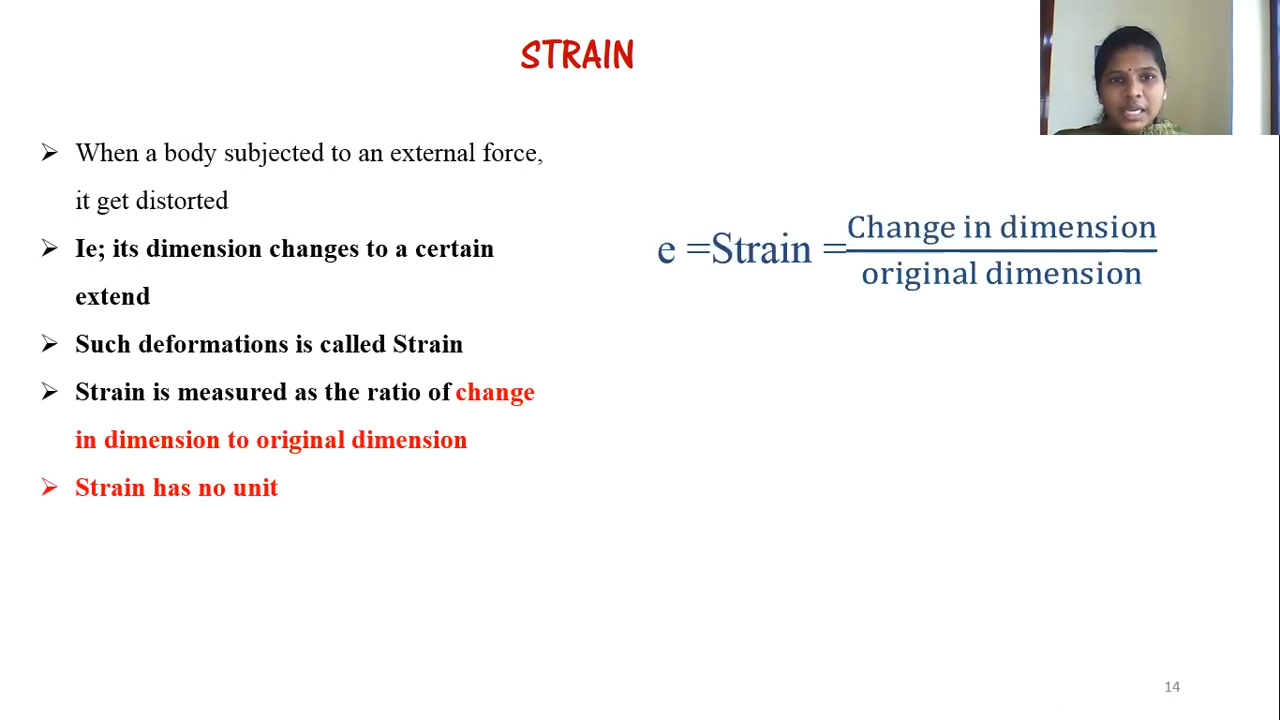 STRAIN
➢ When a body subjected to an external force,
it get distorted
➢ Ie; its dimension changes to a certain
extend
➢ Such deformations is called Strain
➢ Strain is measured as the ratio of change
in dimension to original dimension
➢ Strain has no unit
e =Strain = Change in dimension
original dimension
14